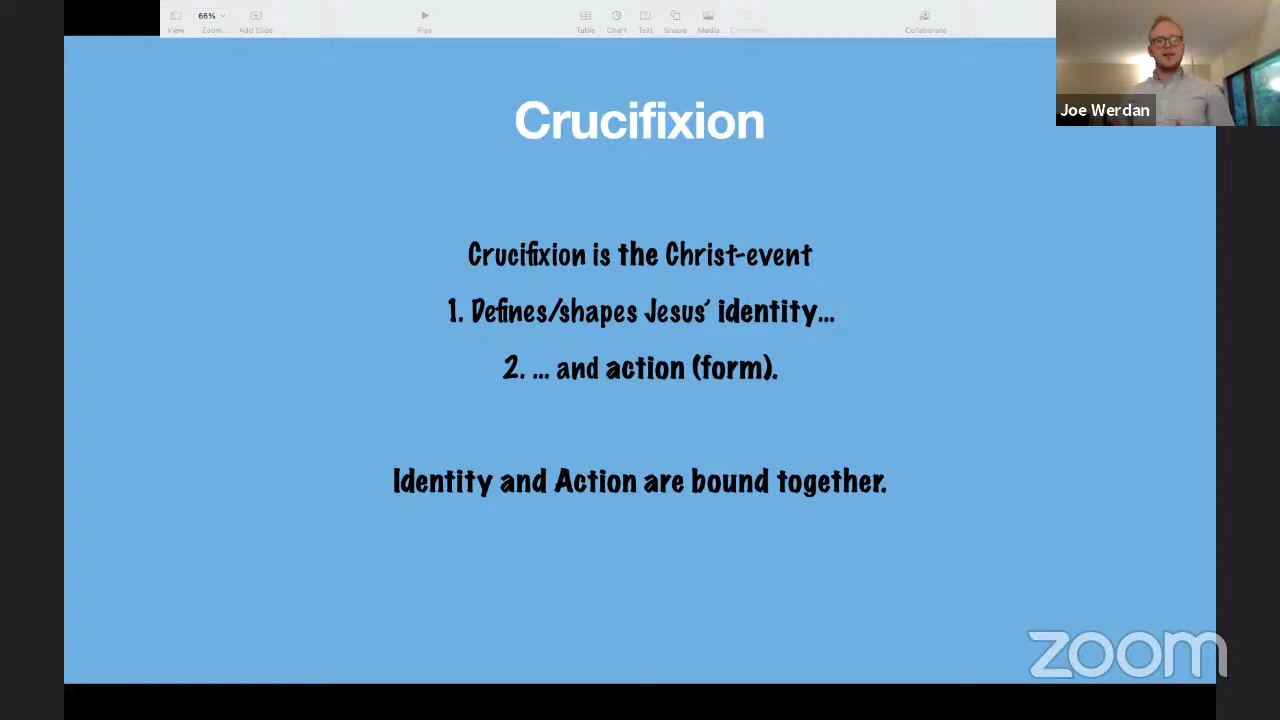 66%
View
Zoom
Add Slide
Play
Table
Chart
Text
Shape
Media
Collaborate
Joe Werdan
Crucifixion
Crucifixion is the Christ-event
1. Defines/shapes Jesus’ identity...
2. ... and action (form).
Identity and Action are bound together.
zoom